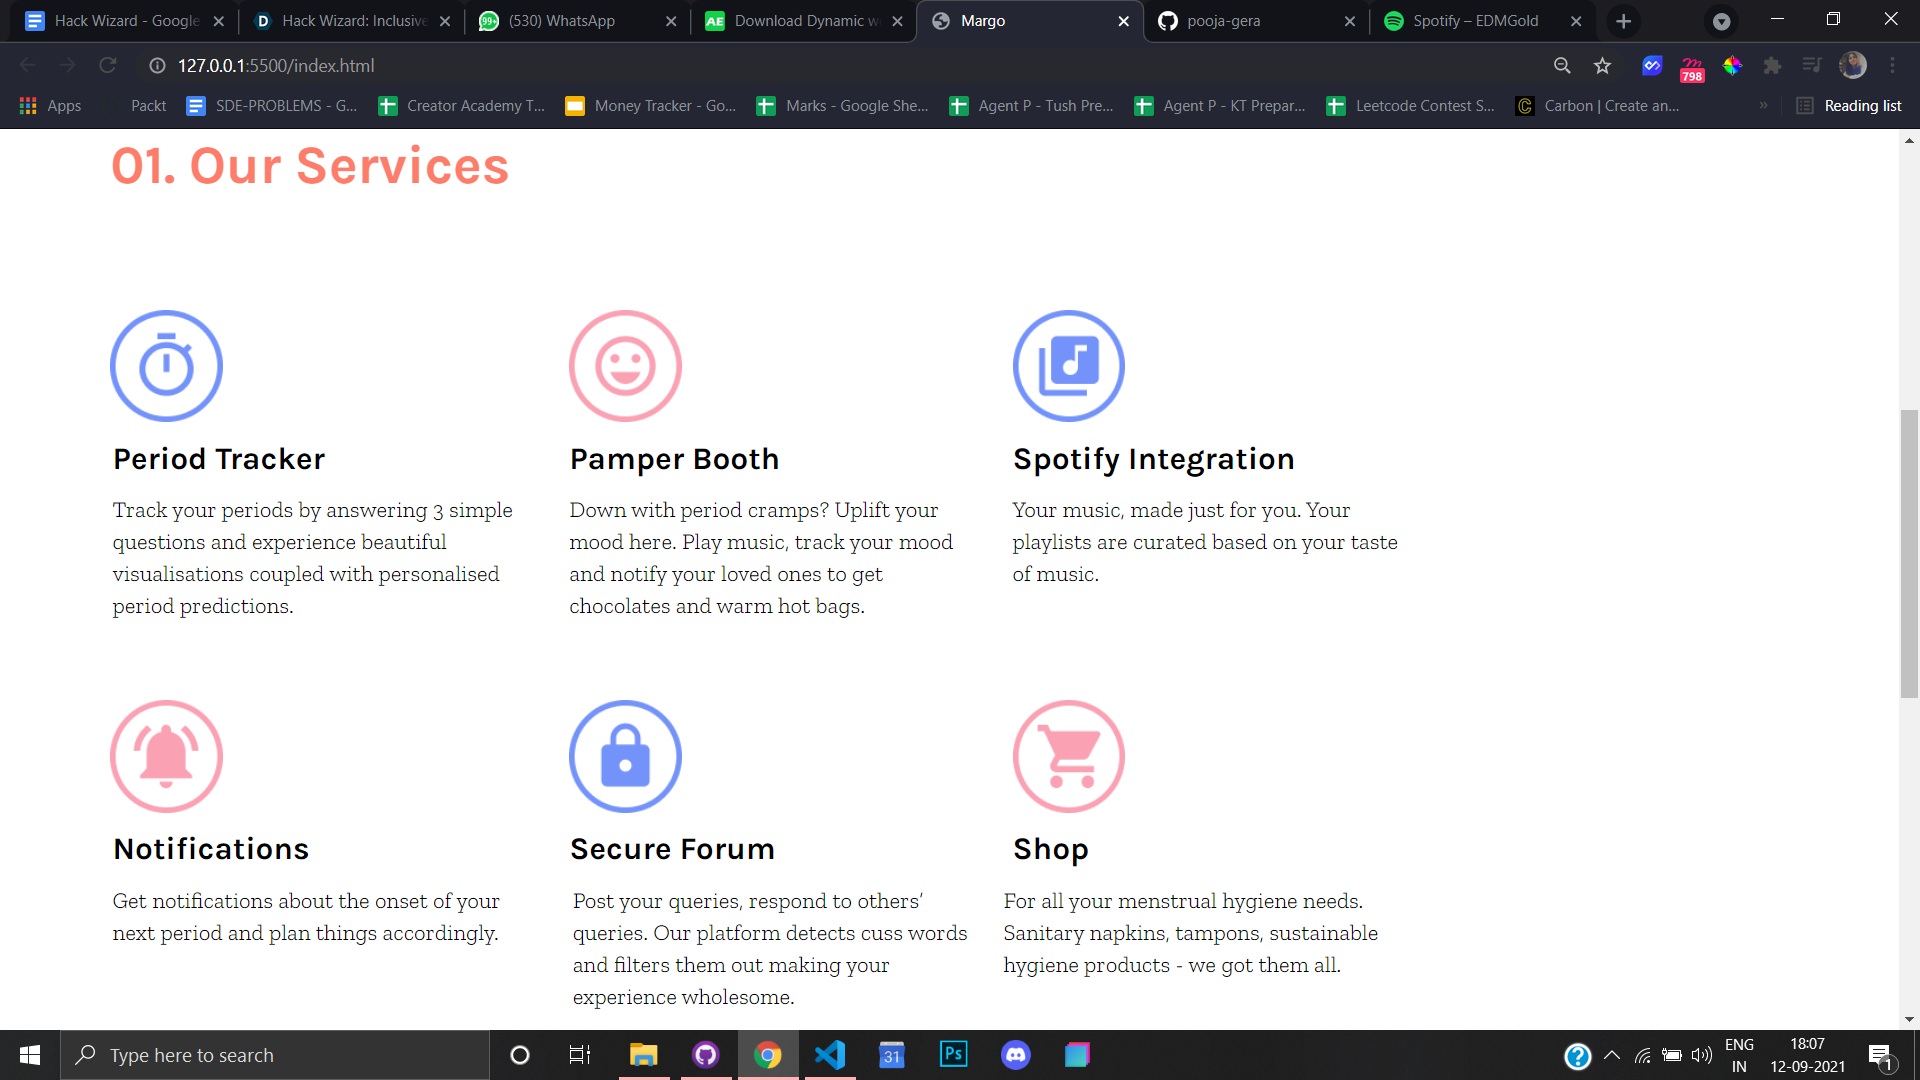 Hack Wizard - Google
Hack Wizard: Inclusive
99+
(530) WhatsApp
AE
Download Dynamic w
Margo
pooja-gera
Spotify – EDMGold
127.0.0.1:5500/index.html
798
Apps
Packt
SDE-PROBLEMS - G...
Creator Academy T...
Money Tracker - Go...
Marks - Google She...
Agent P - Tush Pre...
Agent P - KT Prepar...
Leetcode Contest S...
Carbon | Create an...
»
Reading list
01. Our Services
Period Tracker
Track your periods by answering 3 simple
questions and experience beautiful
visualisations coupled with personalised
period predictions.
Pamper Booth
Down with period cramps? Uplift your
mood here. Play music, track your mood
and notify your loved ones to get
chocolates and warm hot bags.
Spotify Integration
Your music, made just for you. Your
playlists are curated based on your taste
of music.
Notifications
Get notifications about the onset of your
next period and plan things accordingly.
Secure Forum
Post your queries, respond to others’
queries. Our platform detects cuss words
and filters them out making your
experience wholesome.
Shop
For all your menstrual hygiene needs.
Sanitary napkins, tampons, sustainable
hygiene products - we got them all.
Type here to search
31
Ps
ENG
IN
18:07
12-09-2021
1